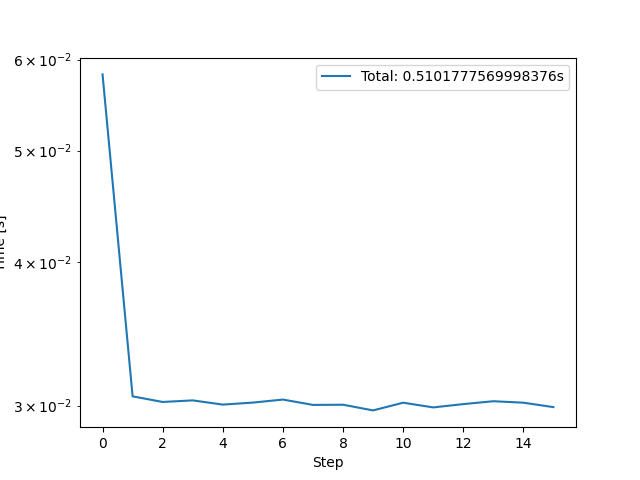 6 × 10⁻²
Total: 0.5101777569998376s
5 × 10⁻²
4 × 10⁻²
3 × 10⁻²
[s]
0 2 4 6 8 10 12 14
Step